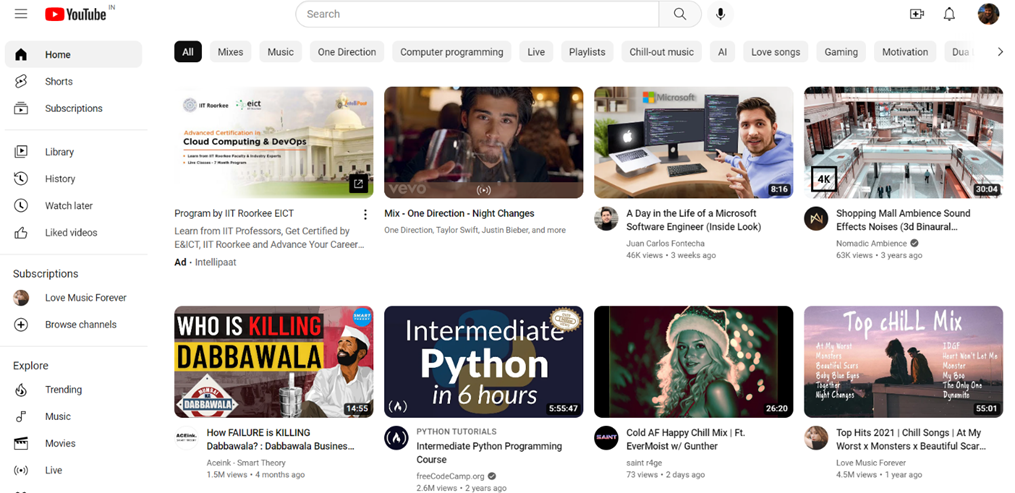 YouTube IN
Search
Home
Shorts
Subscriptions
Library
History
Watch later
Liked videos
Subscriptions
Love Music Forever
Browse channels
Explore
Trending
Music
Movies
Live
All
Mixes
Music
One Direction
Computer programming
Live
Playlists
Chill-out music
AI
Love songs
Gaming
Motivation
Dua
IIT Roorkee
eict
Intellipaat
Advanced Certification in
Cloud Computing & DevOps
Learn from IIT Roorkee Faculty & Industry Experts
Live Classes - 7 Month Program
Program by IIT Roorkee EICT
Learn from IIT Professors, Get Certified by
E&ICT, IIT Roorkee and Advance Your Career...
Ad · Intellipaat
vevo
Mix - One Direction - Night Changes
One Direction, Taylor Swift, Justin Bieber, and more
Microsoft
8:16
A Day in the Life of a Microsoft
Software Engineer (Inside Look)
Juan Carlos Fontecha
46K views • 3 weeks ago
4K
30:04
Shopping Mall Ambience Sound
Effects Noises (3d Binaural...
Nomadic Ambience
63K views • 3 years ago
WHO IS KILLING
DABBAWALA
SMART
THEORY
MUMBAI
DABBAWALA
14:55
ACEink.
How FAILURE is KILLING
Dabbawala? : Dabbawala Busines...
Aceink - Smart Theory
1.5M views • 4 months ago
Intermediate
Python
in 6 hours
5:55:47
PYTHON TUTORIALS
Intermediate Python Programming
Course
freeCodeCamp.org
2.6M views • 2 years ago
26:20
SAINT
Cold AF Happy Chill Mix | Ft.
EverMoist w/ Gunther
saint r4ge
73 views • 2 days ago
Top cHiLL Mix
At My Worst
Monsters
Beautiful Scars
Baby Blue Eyes
Together
Night Changes
IDGF
Heart Won't Let Me
Monster
My Boo
The Only One
Dynamite
55:01
Top Hits 2021 | Chill Songs | At My
Worst x Monsters x Beautiful Scar...
Love Music Forever
4.5M views • 1 year ago